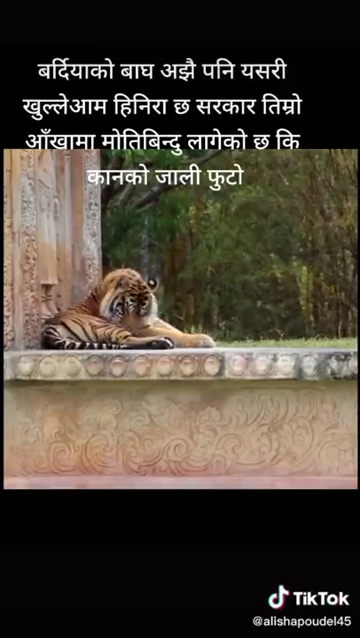 बर्दियाको बाघ अझै पनि यसरी
खुल्लेआम हिनिरा छ सरकार तिम्रो
आँखामा मोतिबिन्दु लागेको छ कि
कानको जाली फुटो
TikTok
@alishapoudel45